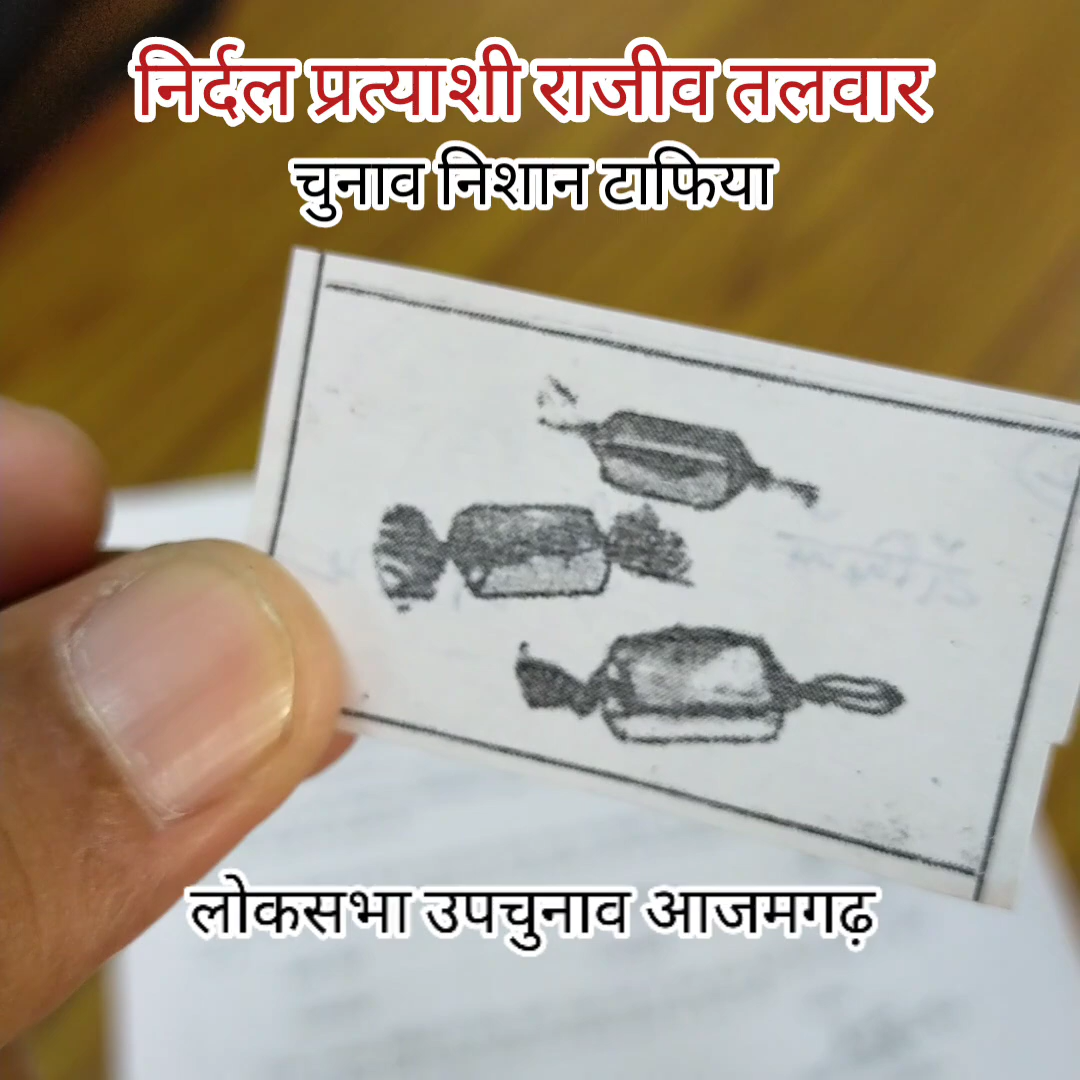 निर्दल प्रत्याशी राजीव तलवार
चुनाव निशान टाफिया
लोकसभा उपचुनाव आजमगढ़